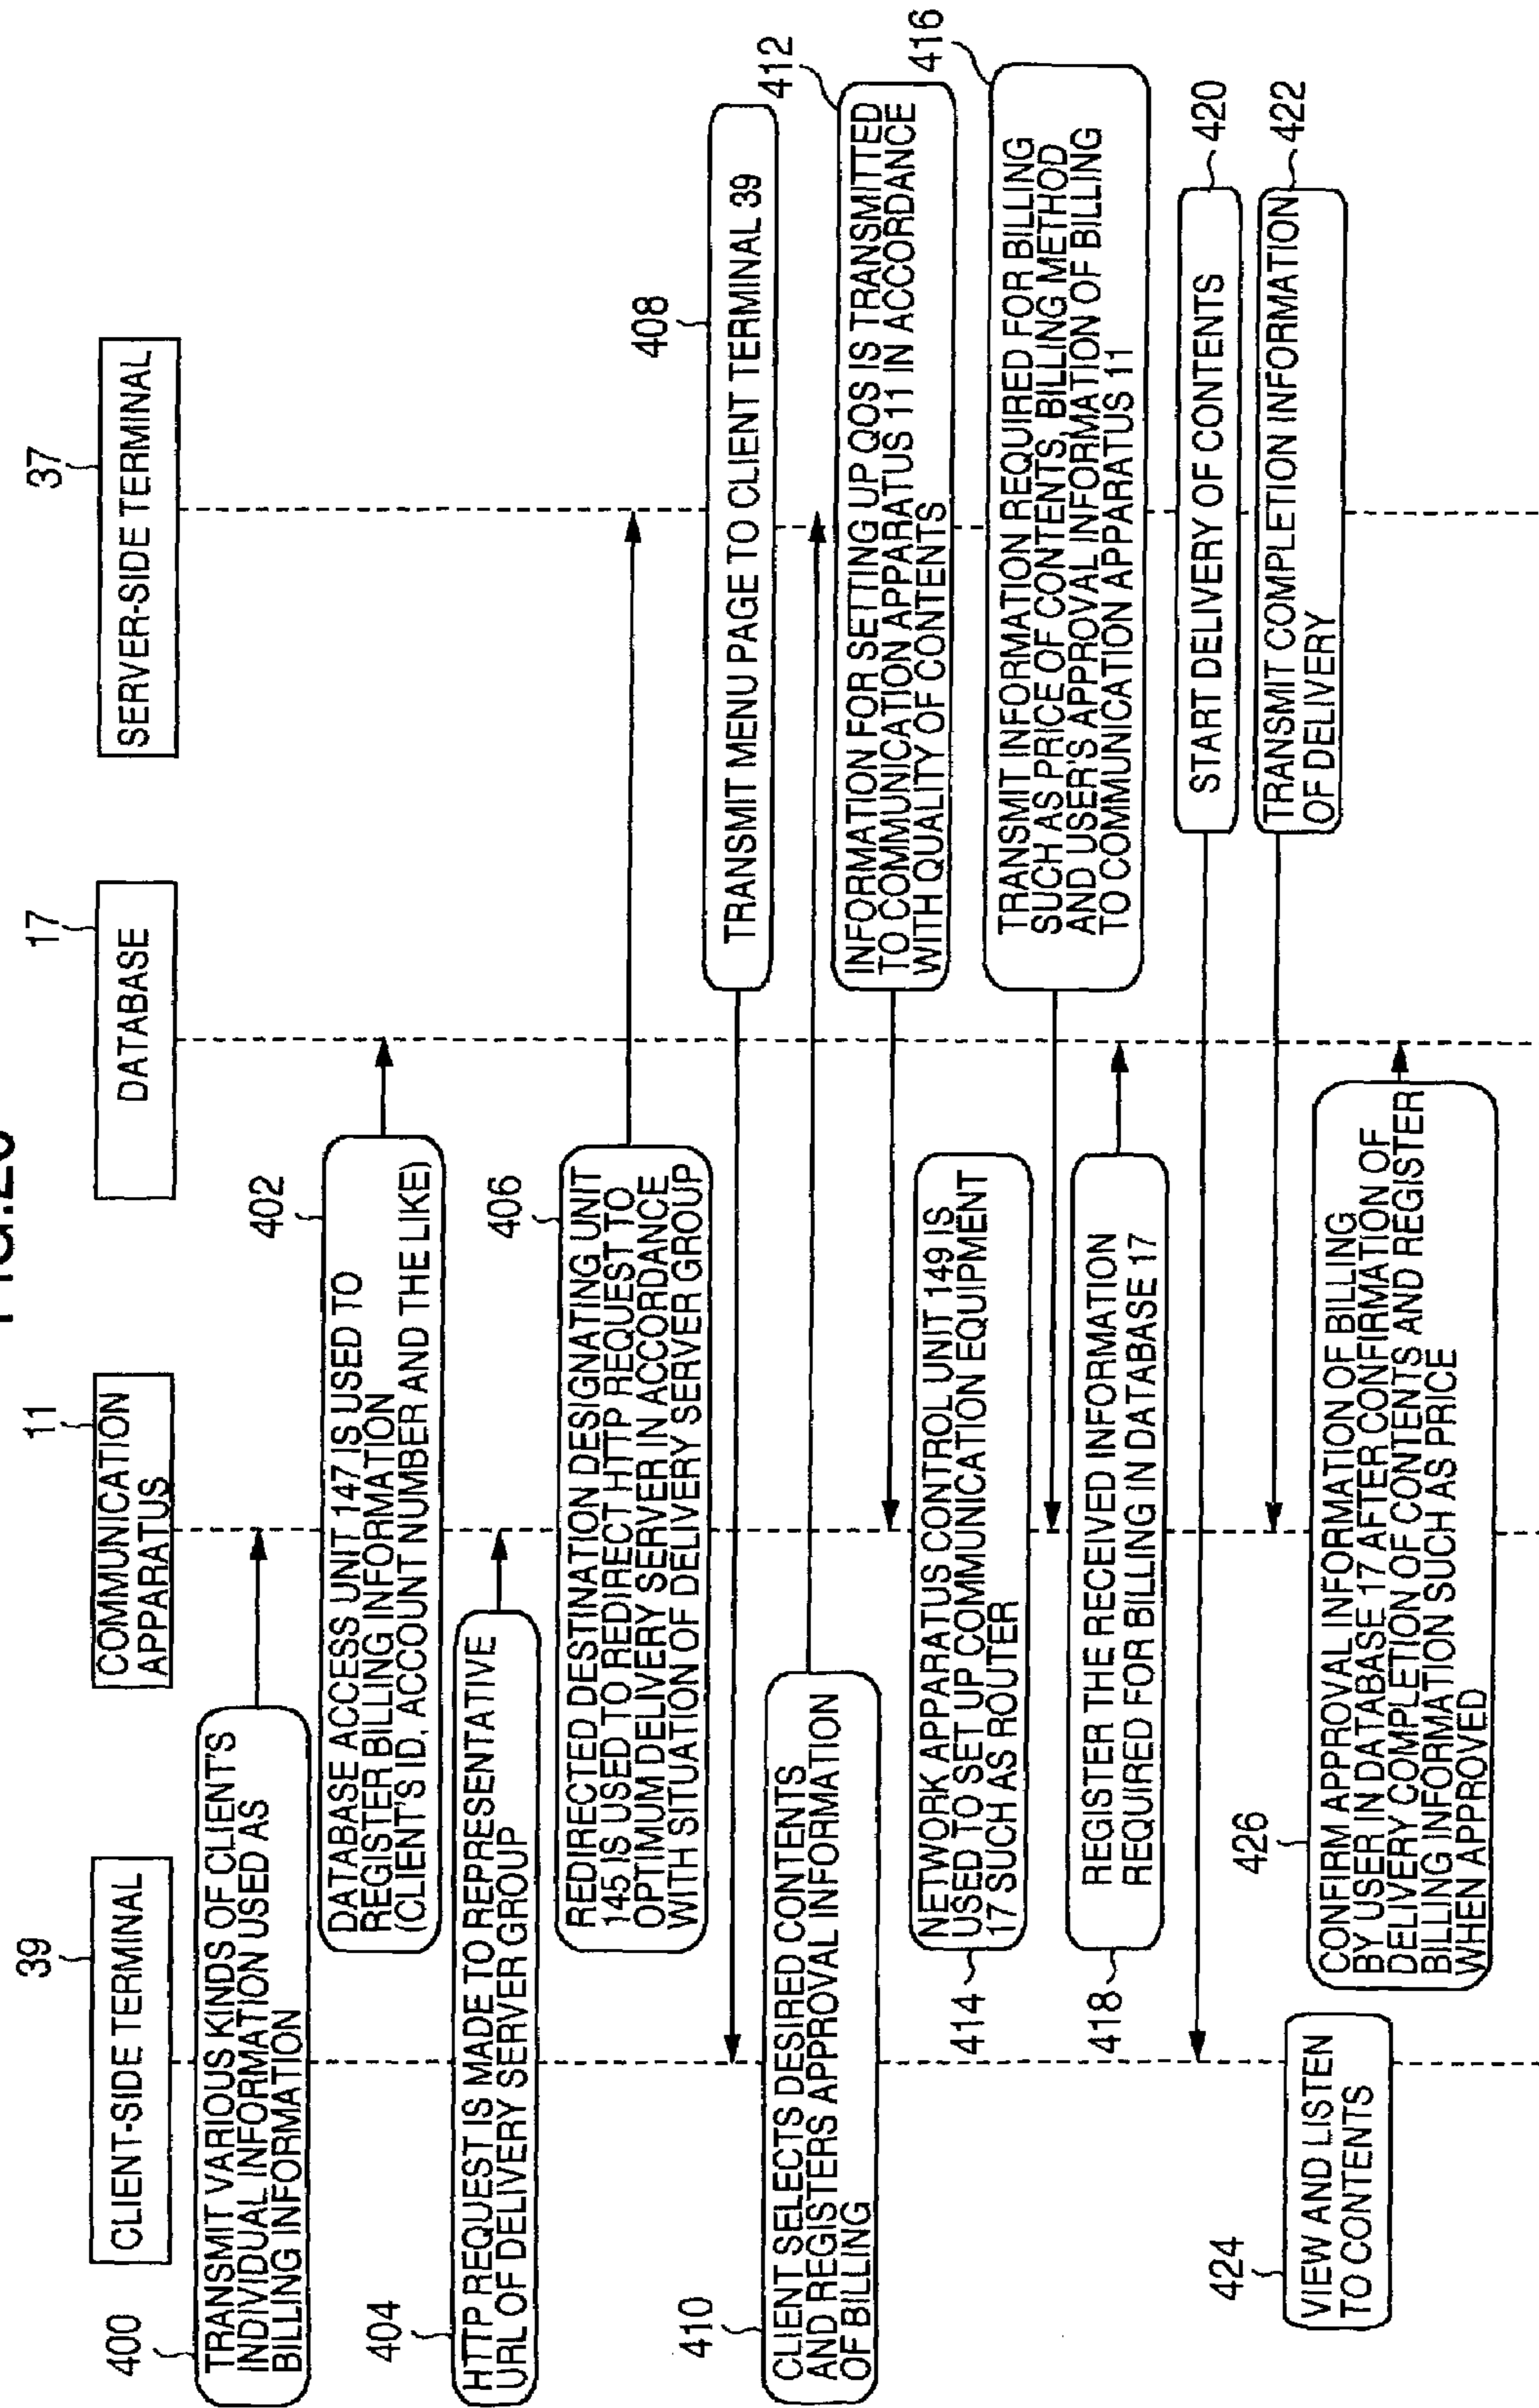 39
CLIENT-SIDE TERMINAL
11
COMMUNICATION
APPARATUS
17
DATABASE
37
SERVER-SIDE TERMINAL
400
TRANSMIT VARIOUS KINDS OF CLIENT'S
INDIVIDUAL INFORMATION USED AS
BILLING INFORMATION
402
DATABASE ACCESS UNIT 147 IS USED TO
REGISTER BILLING INFORMATION
(CLIENT'S ID, ACCOUNT NUMBER AND THE LIKE)
404
HTTP REQUEST IS MADE TO REPRESENTATIVE
URL OF DELIVERY SERVER GROUP
406
REDIRECTED DESTINATION DESIGNATING UNIT
145 IS USED TO REDIRECT HTTP REQUEST TO
OPTIMUM DELIVERY SERVER IN ACCORDANCE
WITH SITUATION OF DELIVERY SERVER GROUP
408
TRANSMIT MENU PAGE TO CLIENT TERMINAL 39
410
CLIENT SELECTS DESIRED CONTENTS
AND REGISTERS APPROVAL INFORMATION
OF BILLING
412
INFORMATION FOR SETTING UP QOS IS TRANSMITTED
TO COMMUNICATION APPARATUS 11 IN ACCORDANCE
WITH QUALITY OF CONTENTS
414
NETWORK APPARATUS CONTROL UNIT 149 IS
USED TO SET UP COMMUNICATION EQUIPMENT
17 SUCH AS ROUTER
416
TRANSMIT INFORMATION REQUIRED FOR BILLING
SUCH AS PRICE OF CONTENTS, BILLING METHOD
AND USER'S APPROVAL INFORMATION OF BILLING
TO COMMUNICATION APPARATUS 11
418
REGISTER THE RECEIVED INFORMATION
REQUIRED FOR BILLING IN DATABASE 17
420
START DELIVERY OF CONTENTS
422
TRANSMIT COMPLETION INFORMATION
OF DELIVERY
424
VIEW AND LISTEN
TO CONTENTS
426
CONFIRM APPROVAL INFORMATION OF BILLING
BY USER IN DATABASE 17 AFTER CONFIRMATION OF
DELIVERY COMPLETION OF CONTENTS AND REGISTER
BILLING INFORMATION SUCH AS PRICE
WHEN APPROVED